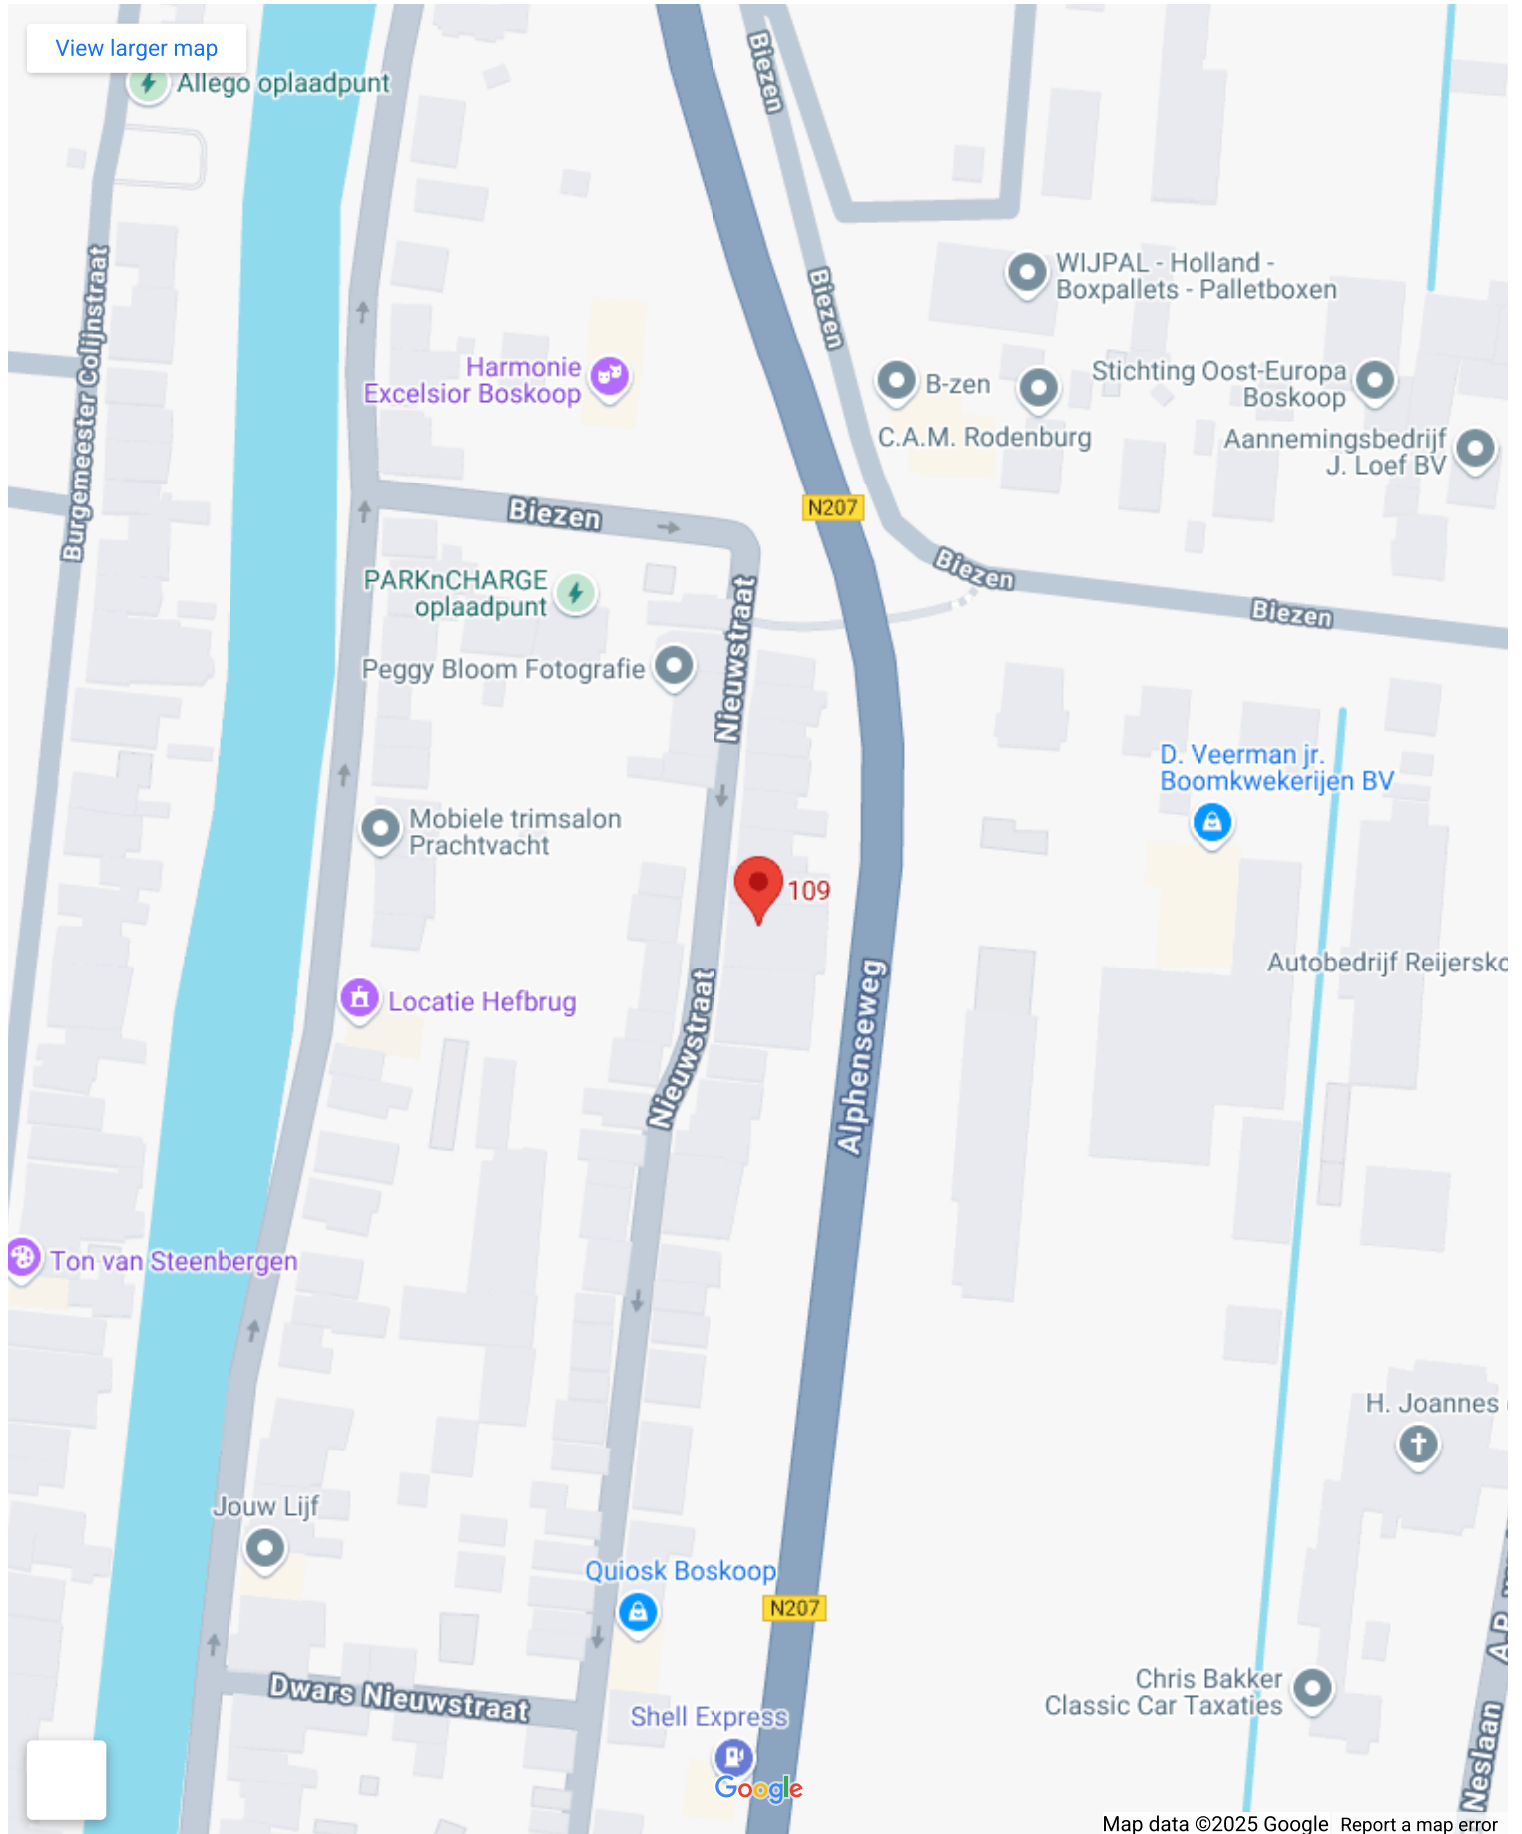 View larger map
Allego oplaadpunt
Biezen
Burgemeester Colijnstraat
WIJPAL - Holland -
Boxpallets - Palletboxen
Biezen
Harmonie
Excelsior Boskoop
B-zen
C.A.M. Rodenburg
Stichting Oost-Europa
Boskoop
Aannemingsbedrijf
J. Loef BV
N207
Biezen
Biezen
Biezen
PARKnCHARGE
oplaadpunt
Nieuwstraat
Peggy Bloom Fotografie
D. Veerman jr.
Boomkwekerijen BV
Mobiele trimsalon
Prachtvacht
109
Autobedrijf Reijersko
Locatie Hefbrug
Nieuwstraat
Alphenseweg
Ton van Steenbergen
H. Joannes
Jouw Lijf
Quiosk Boskoop
N207
Dwars Nieuwstraat
Chris Bakker
Classic Car Taxaties
Shell Express
Neslaan
A.P.
Google
Map data ©2025 Google
Report a map error